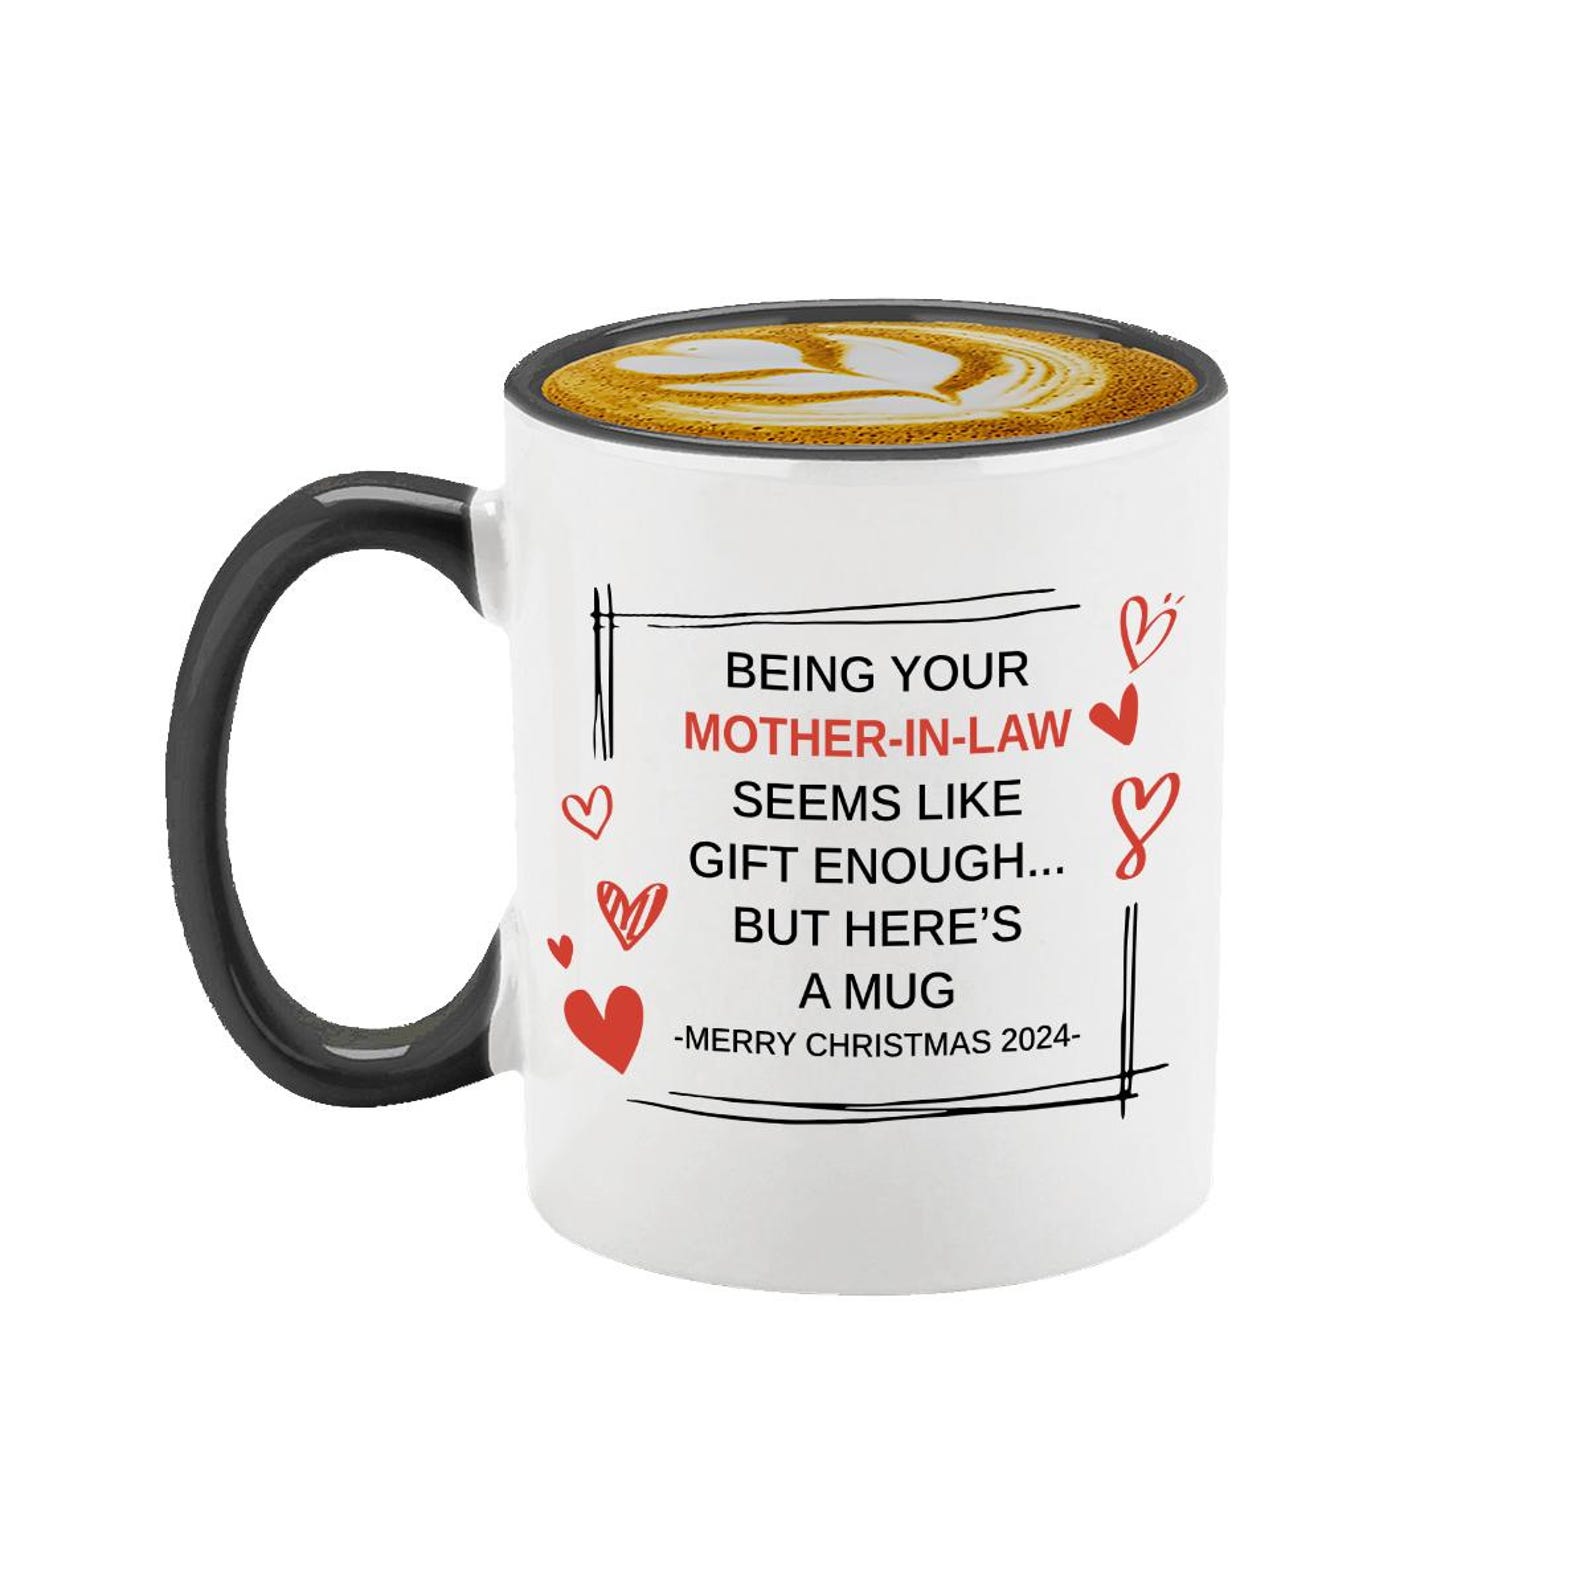 BEING YOUR
MOTHER-IN-LAW
SEEMS LIKE
GIFT ENOUGH...
BUT HERE’S
A MUG
-MERRY CHRISTMAS 2024-